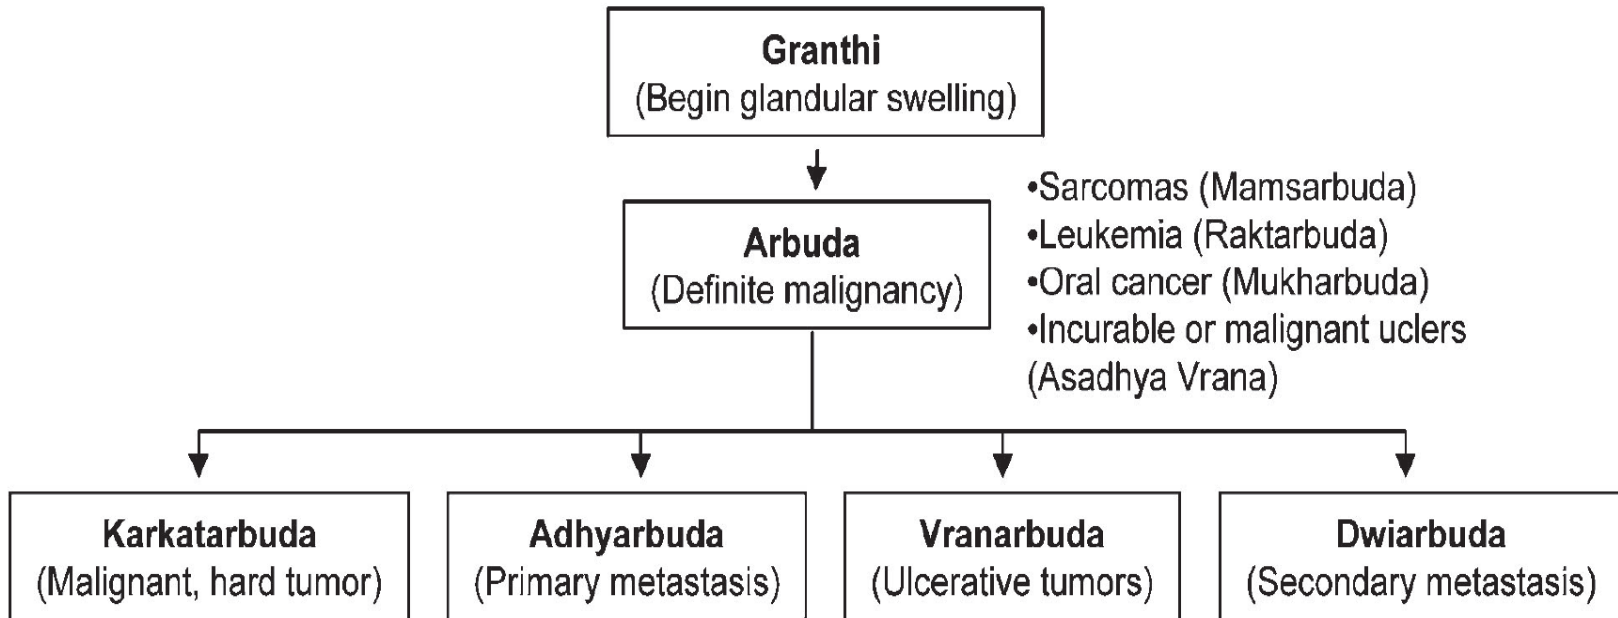 Granthi
(Begin glandular swelling)
Arbuda
(Definite malignancy)
•Sarcomas (Mamsarbuda)
•Leukemia (Raktarbuda)
•Oral cancer (Mukharbuda)
•Incurable or malignant uclers
(Asadhya Vrana)
Karkatarbuda
(Malignant, hard tumor)
Adhyarbuda
(Primary metastasis)
Vranarbuda
(Ulcerative tumors)
Dwiarbuda
(Secondary metastasis)